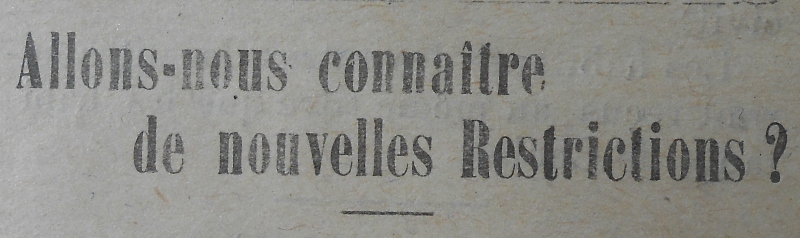 Allons-nous connaître
de nouvelles Restrictions ?